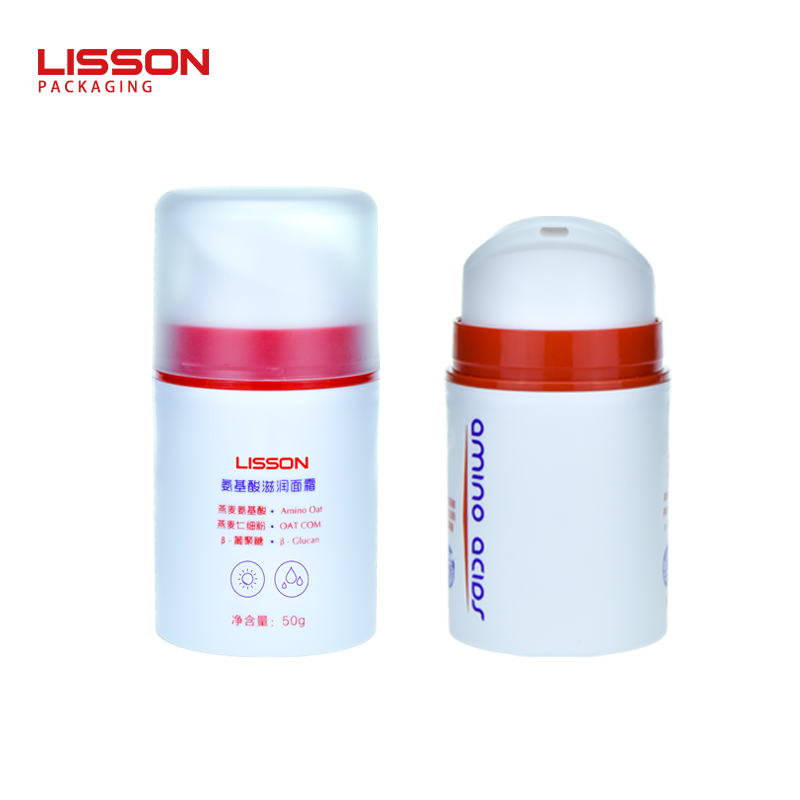 LISSON
PACKAGING
LISSON
氨基酸滋润面霜
燕麦氨基酸 • Amino Oat
燕麦仁细粉 • OAT COM
β - 葡聚糖 • β - Glucan
净含量: 50g
amino acids